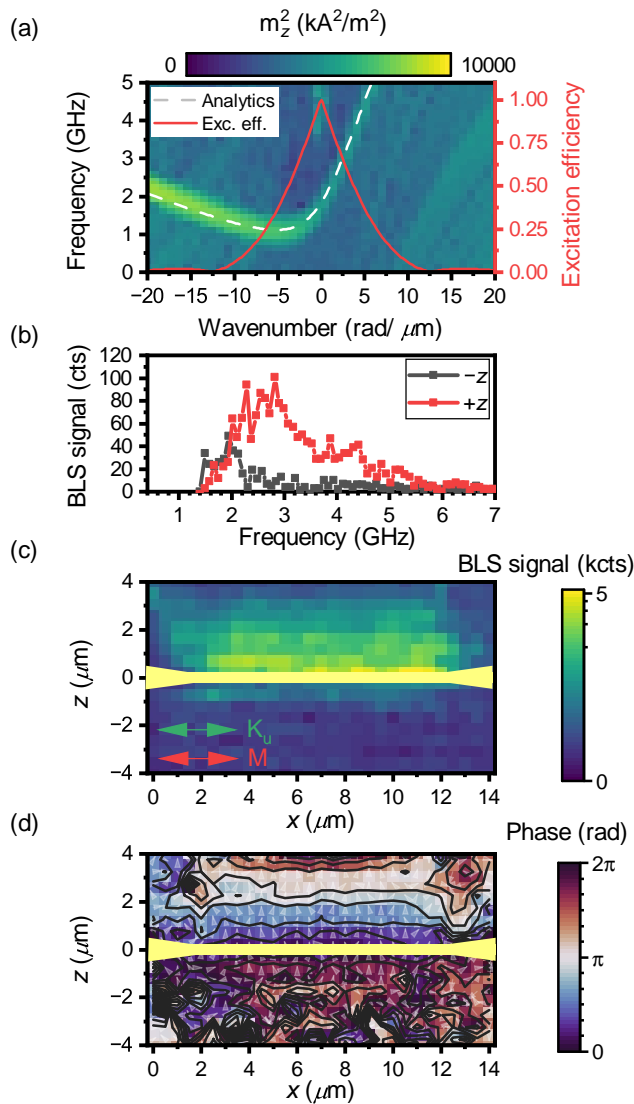 (a)
m_z^2 (kA^2/m^2)
0 10000
Analytics
Exc. eff.
5
4
3
2
1
0
Frequency (GHz)
1.00
0.75
0.50
0.25
0.00
Excitation efficiency
−20 −15 −10 −5 0 5 10 15 20
Wavenumber (rad/ μm)
(b)
120
100
80
60
40
20
0
BLS signal (cts)
−z
+z
1 2 3 4 5 6 7
Frequency (GHz)
(c)
BLS signal (kcts)
4
2
0
−2
−4
z (μm)
K_u
M
5
0
0 2 4 6 8 10 12 14
x (μm)
(d)
Phase (rad)
4
2
0
−2
−4
z (μm)
2π
π
0
0 2 4 6 8 10 12 14
x (μm)